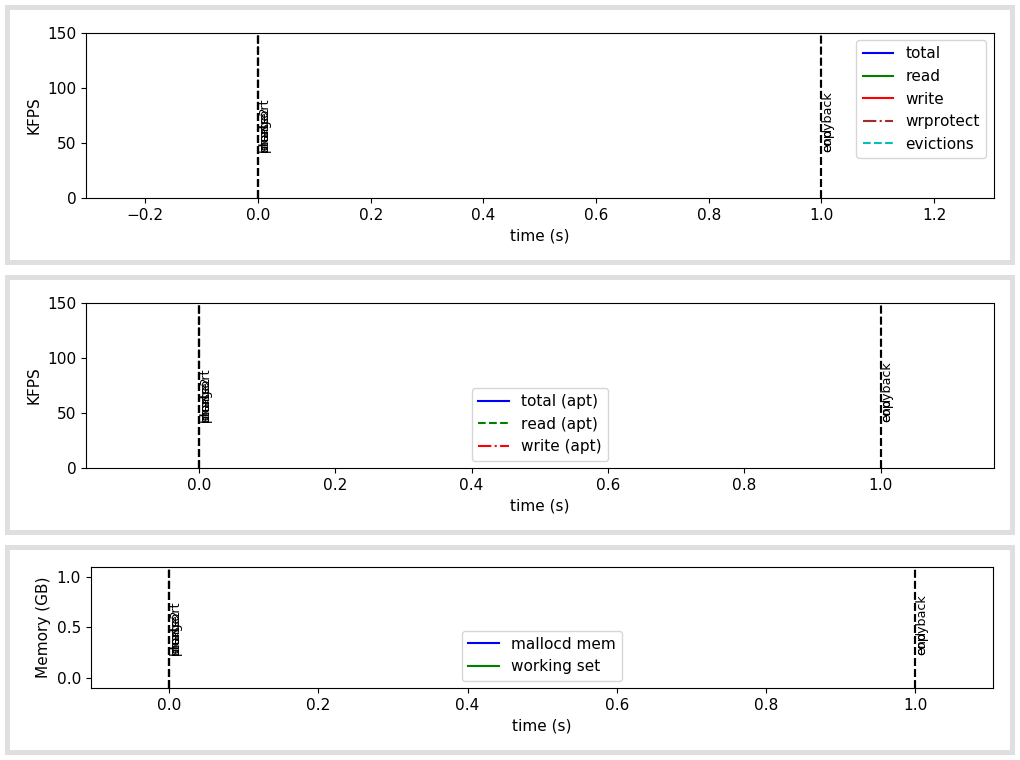 150
100
50
0
KFPS
copyback
total
read
write
wrprotect
evictions
−0.2 0.0 0.2 0.4 0.6 0.8 1.0 1.2
time (s)
150
100
50
0
KFPS
copyback
total (apt)
read (apt)
write (apt)
0.0 0.2 0.4 0.6 0.8 1.0
time (s)
1.0
0.5
0.0
Memory (GB)
copyback
mallocd mem
working set
0.0 0.2 0.4 0.6 0.8 1.0
time (s)